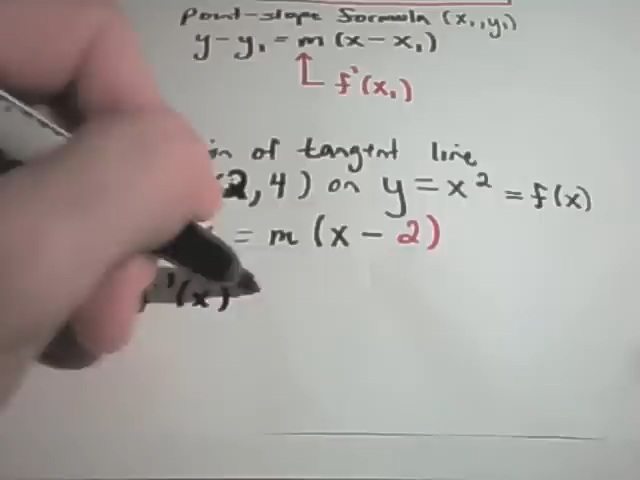 Point-slope formula (x₁, y₁)
y - y₁ = m (x - x₁)
f'(x₁)
of tangent line
(2, 4) on y = x² = f(x)
= m (x - 2)
'(x)